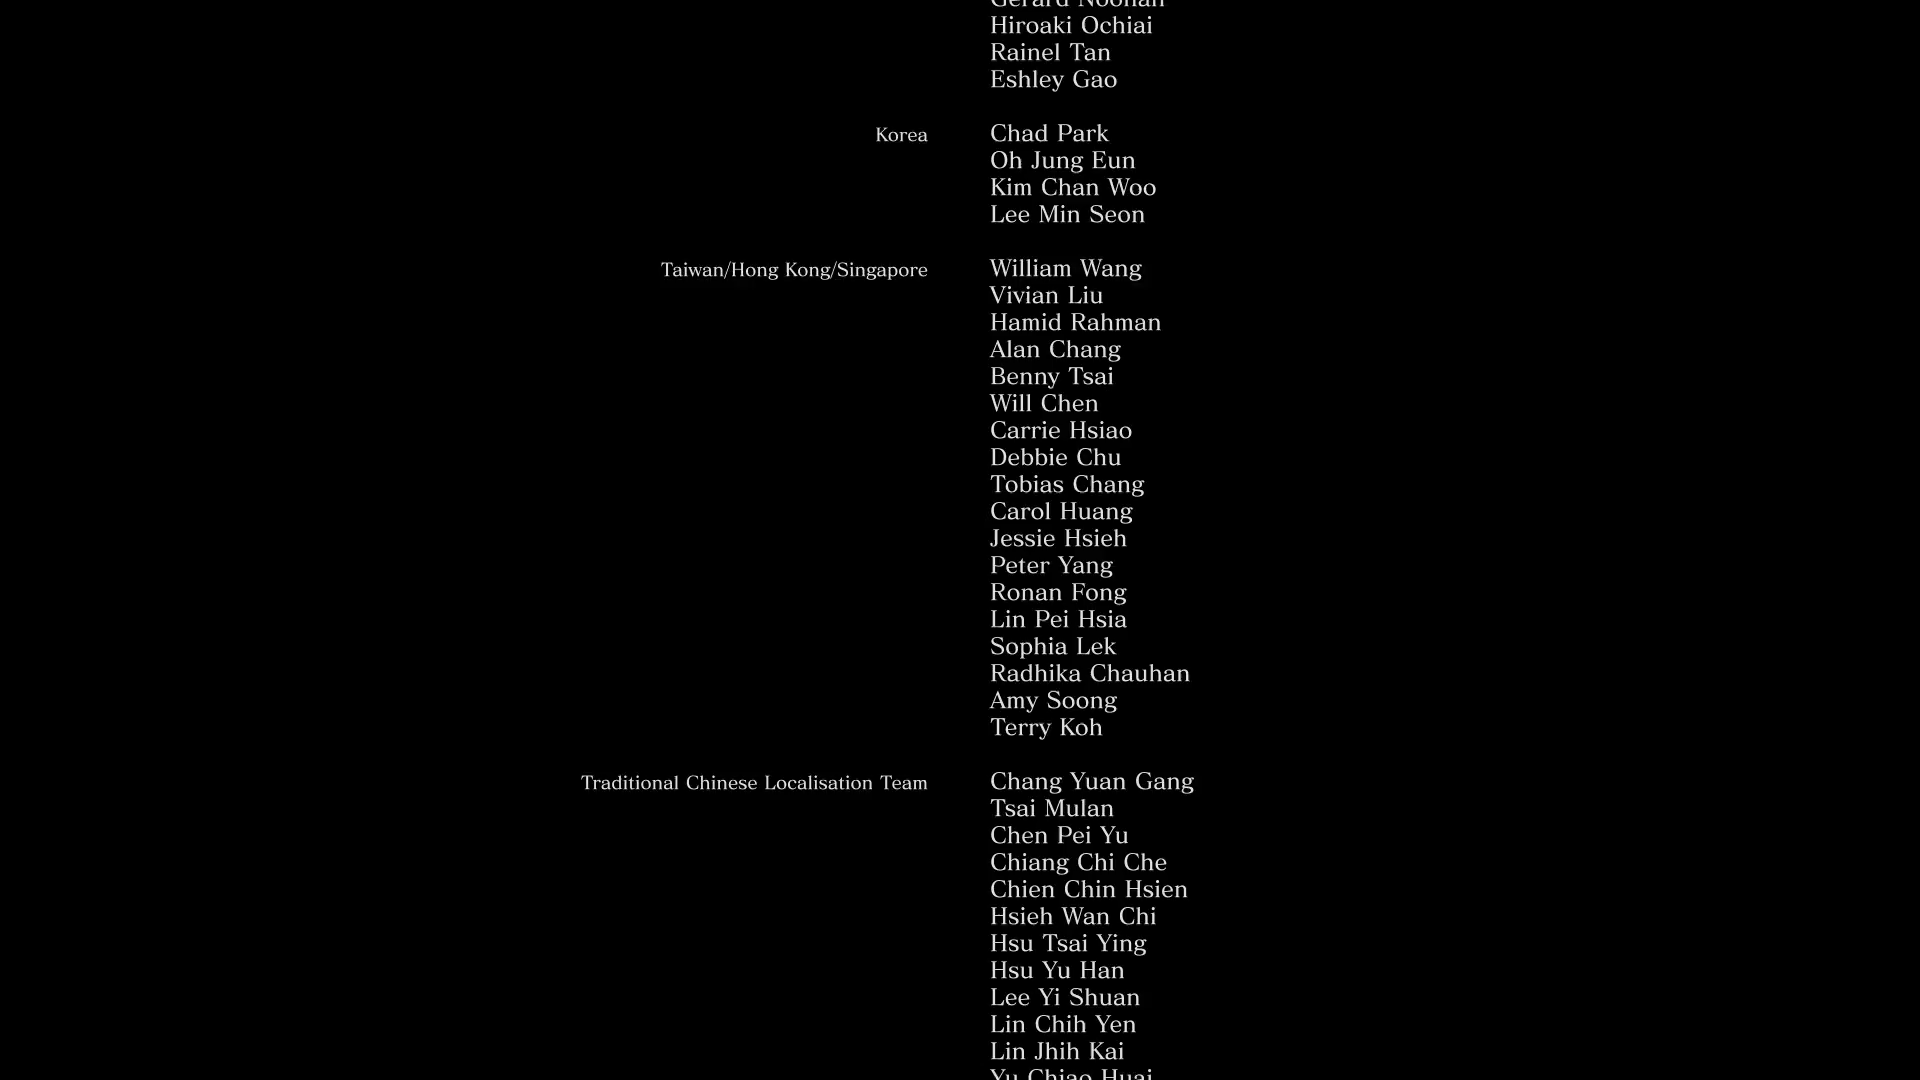 Gerard Noonan
Hiroaki Ochiai
Rainel Tan
Eshley Gao
Korea Chad Park
Oh Jung Eun
Kim Chan Woo
Lee Min Seon
Taiwan/Hong Kong/Singapore William Wang
Vivian Liu
Hamid Rahman
Alan Chang
Benny Tsai
Will Chen
Carrie Hsiao
Debbie Chu
Tobias Chang
Carol Huang
Jessie Hsieh
Peter Yang
Ronan Fong
Lin Pei Hsia
Sophia Lek
Radhika Chauhan
Amy Soong
Terry Koh
Traditional Chinese Localisation Team Chang Yuan Gang
Tsai Mulan
Chen Pei Yu
Chiang Chi Che
Chien Chin Hsien
Hsieh Wan Chi
Hsu Tsai Ying
Hsu Yu Han
Lee Yi Shuan
Lin Chih Yen
Lin Jhih Kai
Yu Chiao Huai